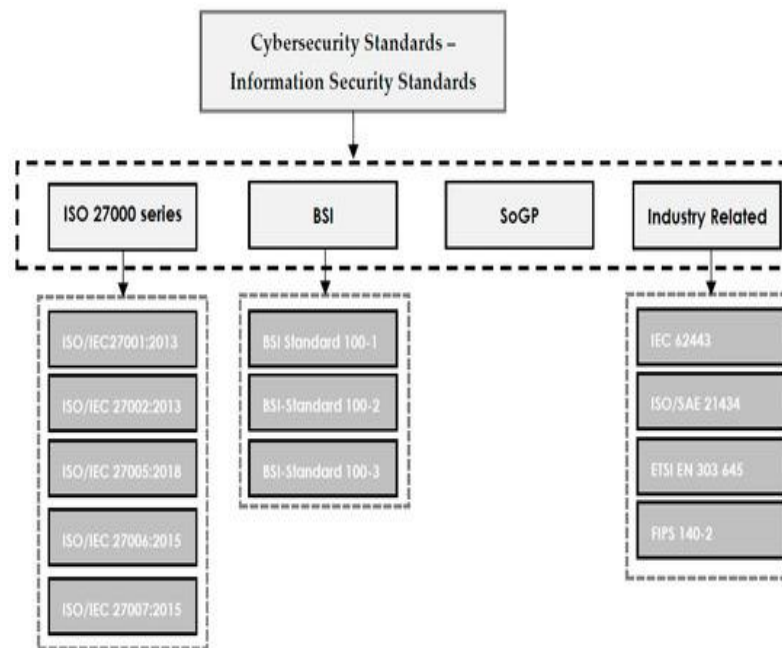 Cybersecurity Standards –
Information Security Standards
ISO 27000 series
BSI
SoGP
Industry Related
ISO/IEC27001:2013
ISO/IEC 27002:2013
ISO/IEC 27005:2018
ISO/IEC 27006:2015
ISO/IEC 27007:2015
BSI Standard 100-1
BSI-Standard 100-2
BSI-Standard 100-3
IEC 62443
ISO/SAE 21434
ETSI EN 303 645
FIPS 140-2